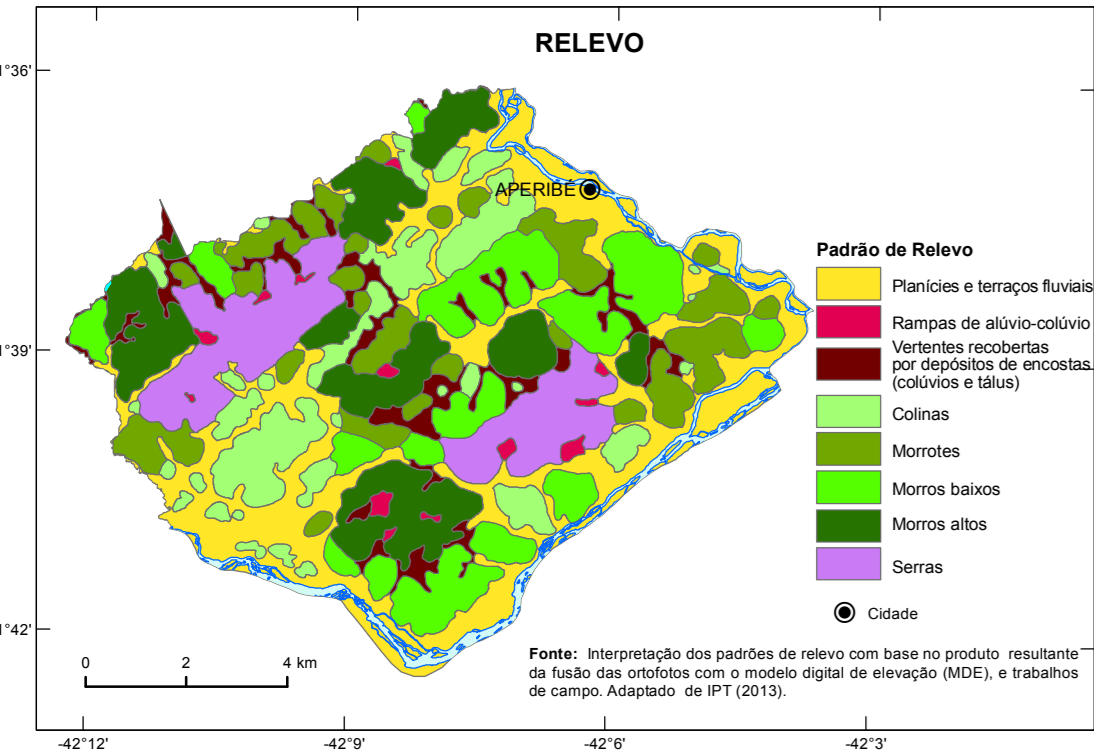 RELEVO
1°36'
APERIBÉ
Padrão de Relevo
Planícies e terraços fluviais
Rampas de alúvio-colúvio
Vertentes recobertas
por depósitos de encostas
(colúvios e tálus)
1°39'
Colinas
Morrotes
Morros baixos
Morros altos
Serras
Cidade
1°42'
0 2 4 km
Fonte: Interpretação dos padrões de relevo com base no produto resultante
da fusão das ortofotos com o modelo digital de elevação (MDE), e trabalhos
de campo. Adaptado de IPT (2013).
-42°12' -42°9' -42°6' -42°3'